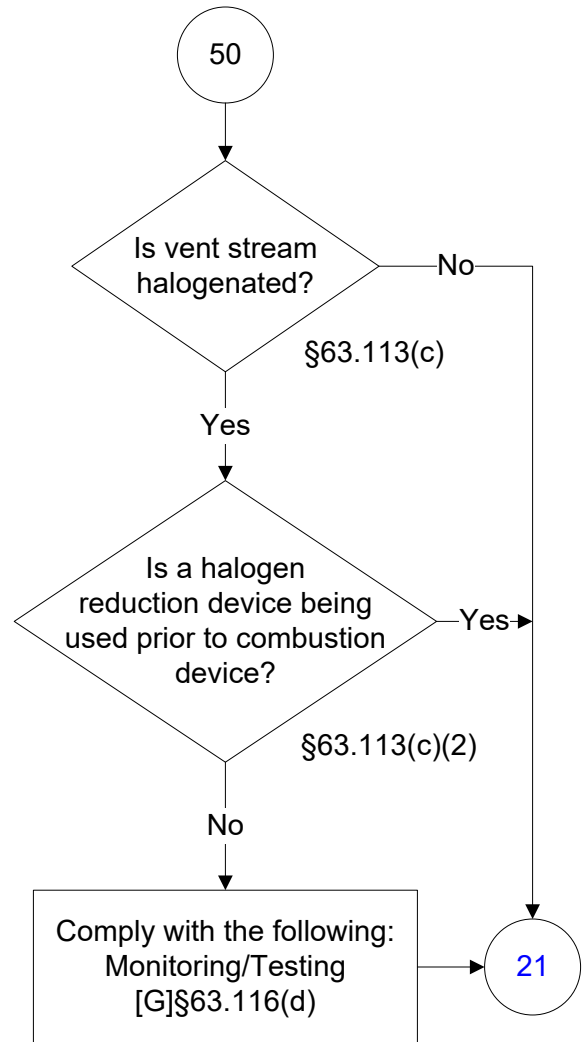 50
Is vent stream
halogenated?
No
§63.113(c)
Yes
Is a halogen
reduction device being
used prior to combustion
device?
Yes
§63.113(c)(2)
No
Comply with the following:
Monitoring/Testing
[G]§63.116(d)
21